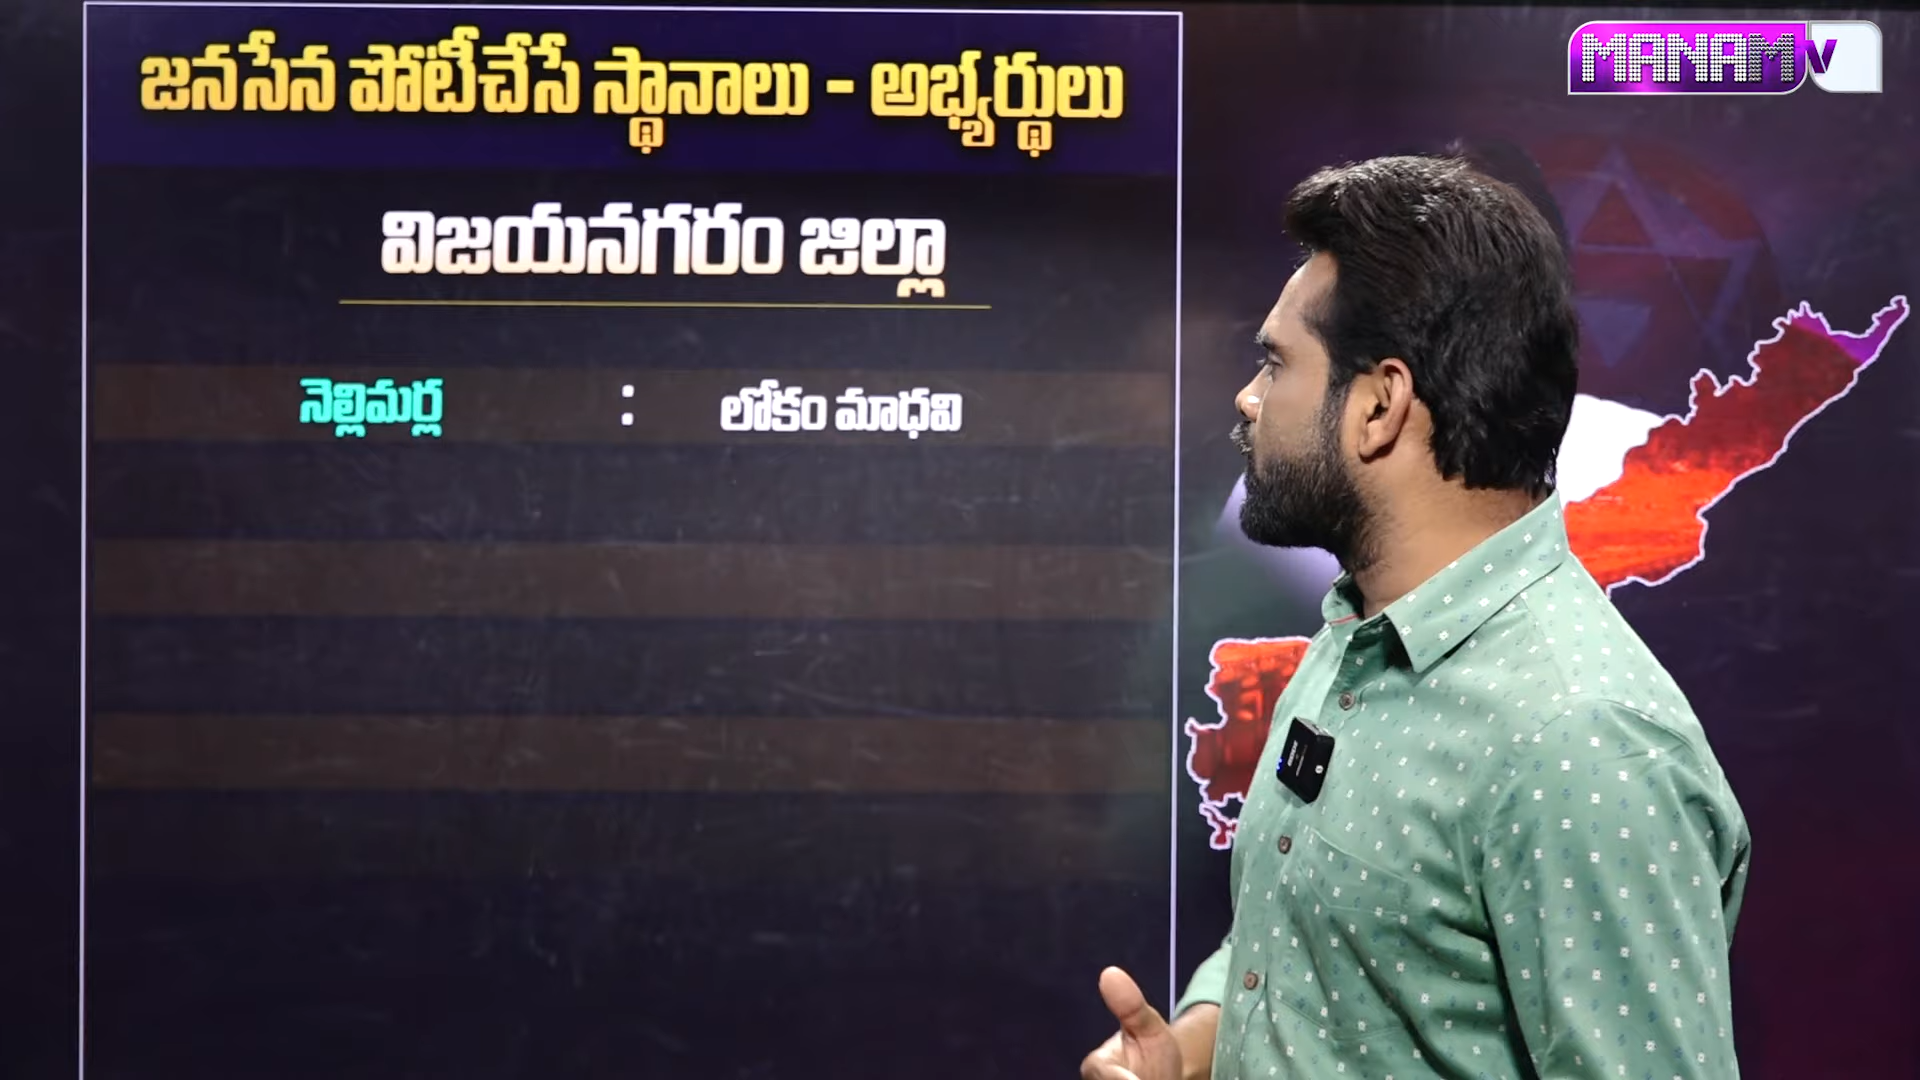 జనసేన పోటీచేసే స్థానాలు - అభ్యర్థులు
MANAM TV
విజయనగరం జిల్లా
నెల్లిమర్ల : లోకం మాధవి